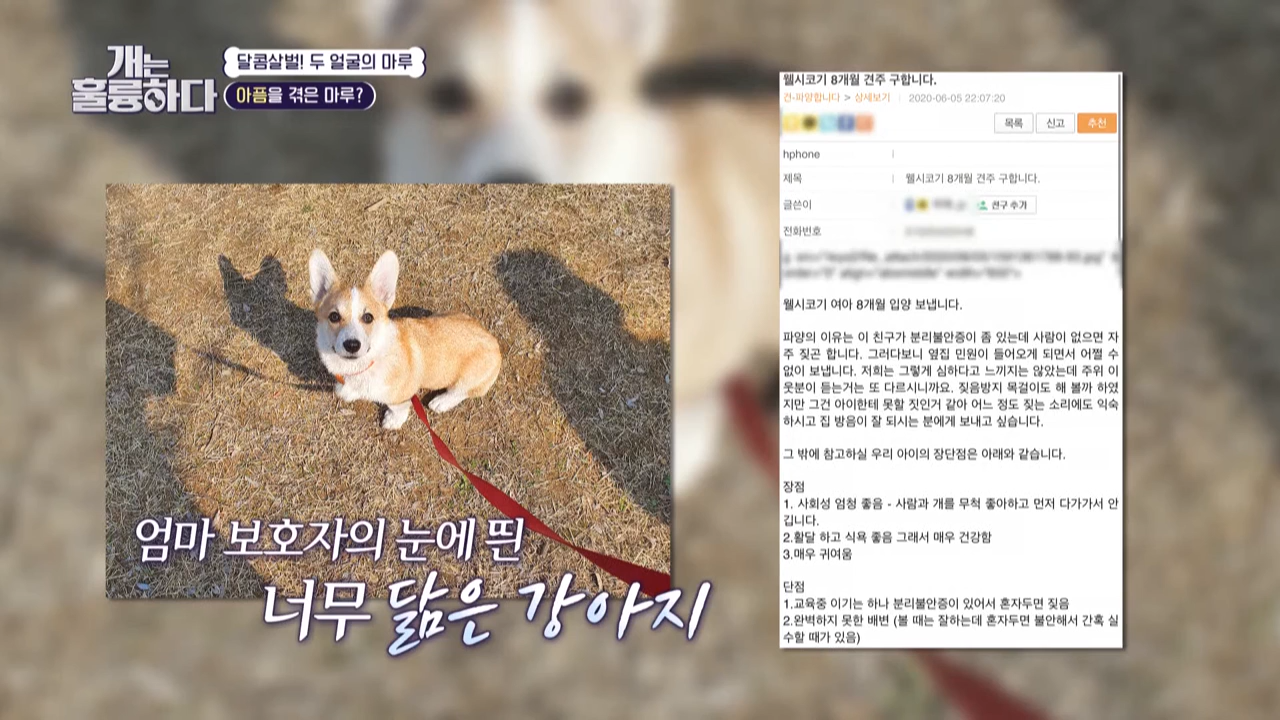 개는
훌륭하다
달콤살벌! 두 얼굴의 마루
아픔을 겪은 마루?
엄마 보호자의 눈에 띈
너무 닮은 강아지
웰시코기 8개월 견주 구합니다.
견-파양합니다 > 상세보기 | 2020-06-05 22:07:20
목록 신고 추천
hphone |
제목 | 웰시코기 8개월 견주 구합니다.
글쓴이 친구 추가
전화번호
웰시코기 여아 8개월 입양 보냅니다.
파양의 이유는 이 친구가 분리불안증이 좀 있는데 사람이 없으면 자
주 짖곤 합니다. 그러다보니 옆집 민원이 들어오게 되면서 어쩔 수
없이 보냅니다. 저희는 그렇게 심하다고 느끼지는 않았는데 주위 이
웃분이 듣는거는 또 다르시니까요. 짖음방지 목걸이도 해 볼까 하였
지만 그건 아이한테 못할 짓인거 같아 어느 정도 짖는 소리에도 익숙
하시고 집 방음이 잘 되시는 분에게 보내고 싶습니다.
그 밖에 참고하실 우리 아이의 장단점은 아래와 같습니다.
장점
1. 사회성 엄청 좋음 - 사람과 개를 무척 좋아하고 먼저 다가가서 안
깁니다.
2.활달 하고 식욕 좋음 그래서 매우 건강함
3.매우 귀여움
단점
1.교육중 이기는 하나 분리불안증이 있어서 혼자두면 짖음
2.완벽하지 못한 배변 (볼 때는 잘하는데 혼자두면 불안해서 간혹 실
수할 때가 있음)